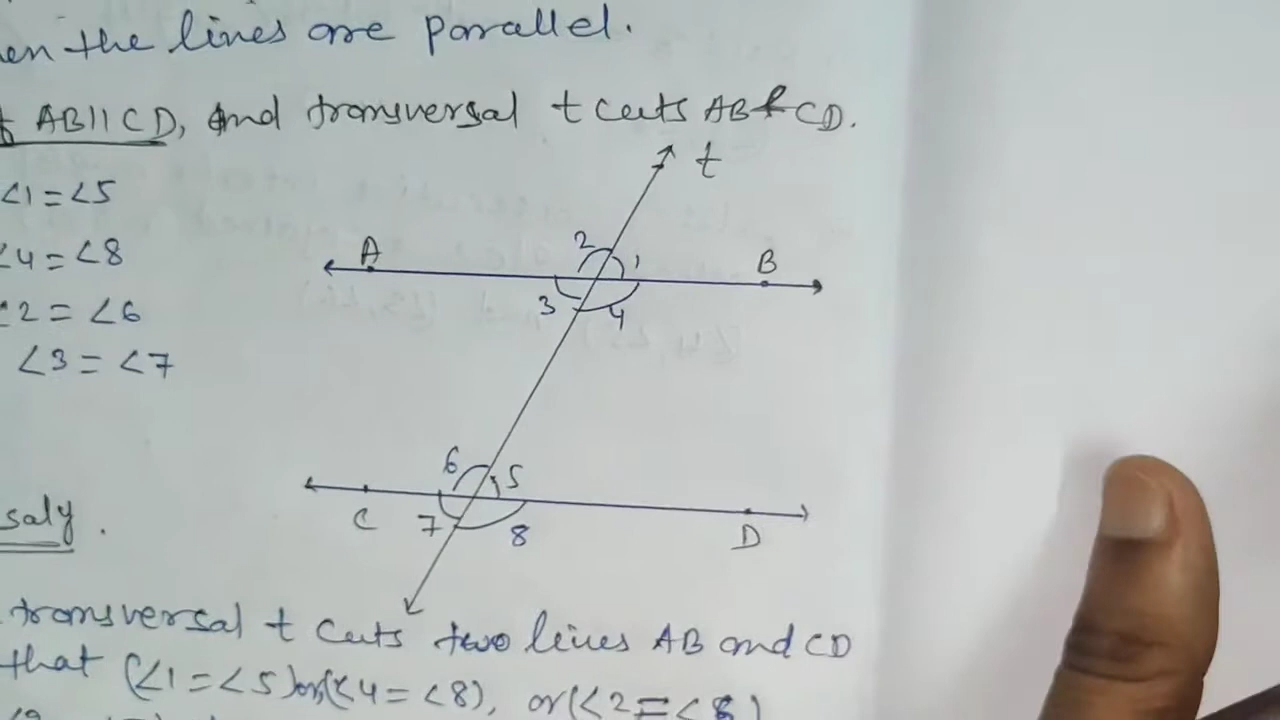 en the lines are parallel.
AB||CD, and transversal t cuts AB & CD.
t
∠1=∠5
2 1
A B
∠4=∠8
3 4
∠2=∠6
∠3=∠7
6 5
C 7 8 D
saly.
transversal t cuts two lines AB and CD
that (∠1=∠5) or (∠4=∠8), or (∠2=∠6)